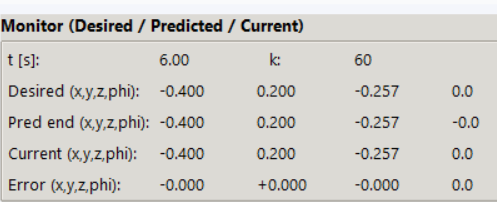 Monitor (Desired / Predicted / Current)
t [s]: 6.00 k: 60
Desired (x,y,z,phi): -0.400 0.200 -0.257 0.0
Pred end (x,y,z,phi): -0.400 0.200 -0.257 -0.0
Current (x,y,z,phi): -0.400 0.200 -0.257 0.0
Error (x,y,z,phi): -0.000 +0.000 -0.000 0.0